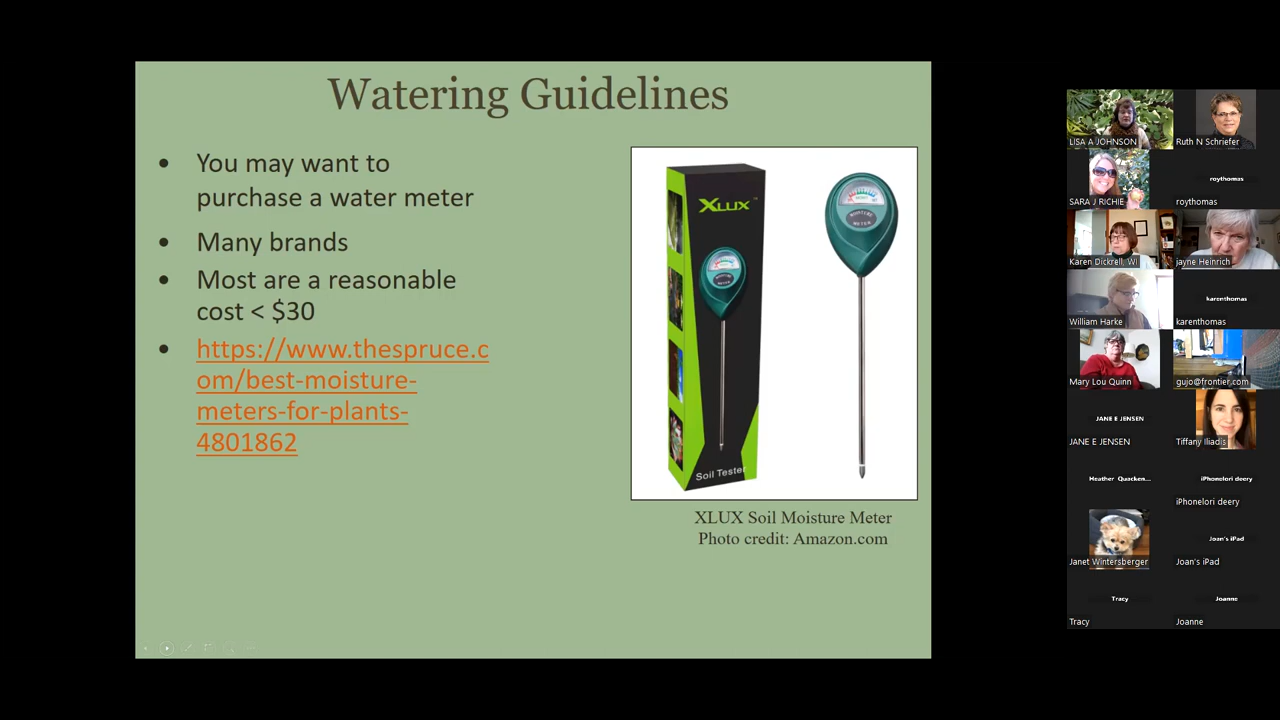 Watering Guidelines
• You may want to
purchase a water meter
• Many brands
• Most are a reasonable
cost < $30
• https://www.thespruce.c
om/best-moisture-
meters-for-plants-
4801862
XLUX
Soil Tester
MOISTURE
METER
XLUX Soil Moisture Meter
Photo credit: Amazon.com
LISA A JOHNSON
Ruth N Schriefer
SARA J RICHIE
roythomas
roythomas
Karen Dickrell, WI
jayne Heinrich
William Harke
karenthomas
karenthomas
Mary Lou Quinn
gujo@frontier.com
JANE E JENSEN
JANE E JENSEN
Tiffany Iliadis
Heather Quacken...
iPhonelori deery
iPhonelori deery
Janet Wintersberger
Joan's iPad
Joan's iPad
Tracy
Tracy
Joanne
Joanne